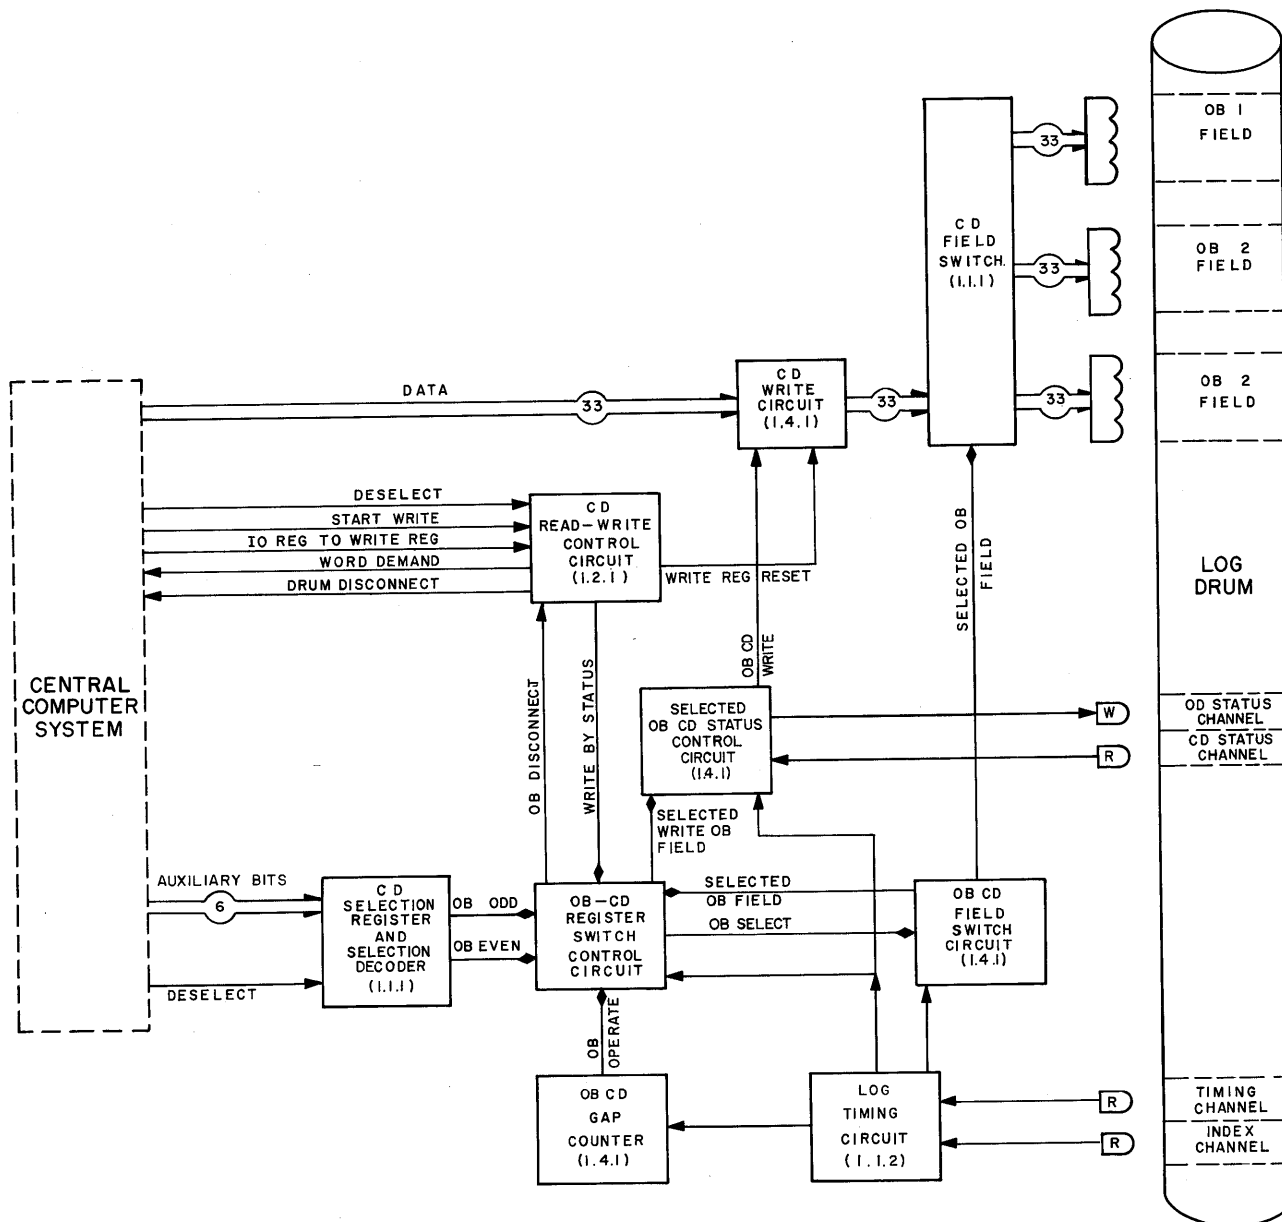 OB 1
FIELD
33
CD
FIELD
SWITCH.
(1.1.1)
33
OB 2
FIELD
33
OB 2
FIELD
DATA
33
CD
WRITE
CIRCUIT
(1.4.1)
33
DESELECT
START WRITE
IO REG TO WRITE REG
WORD DEMAND
DRUM DISCONNECT
CD
READ-WRITE
CONTROL
CIRCUIT
(1.2.1)
WRITE REG RESET
SELECTED OB
FIELD
LOG
DRUM
CENTRAL
COMPUTER
SYSTEM
OB DISCONNECT
WRITE BY STATUS
OB CD
WRITE
SELECTED
OB CD STATUS
CONTROL
CIRCUIT
(1.4.1)
W
OD STATUS
CHANNEL
R
CD STATUS
CHANNEL
SELECTED
WRITE OB
FIELD
AUXILIARY BITS
6
DESELECT
CD
SELECTION
REGISTER
AND
SELECTION
DECODER
(1.1.1)
OB ODD
OB EVEN
OB-CD
REGISTER
SWITCH
CONTROL
CIRCUIT
SELECTED
OB FIELD
OB SELECT
OB CD
FIELD
SWITCH
CIRCUIT
(1.4.1)
OB
OPERATE
OB CD
GAP
COUNTER
(1.4.1)
LOG
TIMING
CIRCUIT
(1.1.2)
R
TIMING
CHANNEL
R
INDEX
CHANNEL